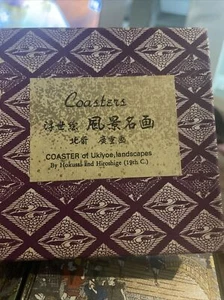 Coasters
浮世絵 風景名画
北斎 広重画
COASTER of Ukiyoe, landscapes
By Hokusai and Hiroshige (19th C.)